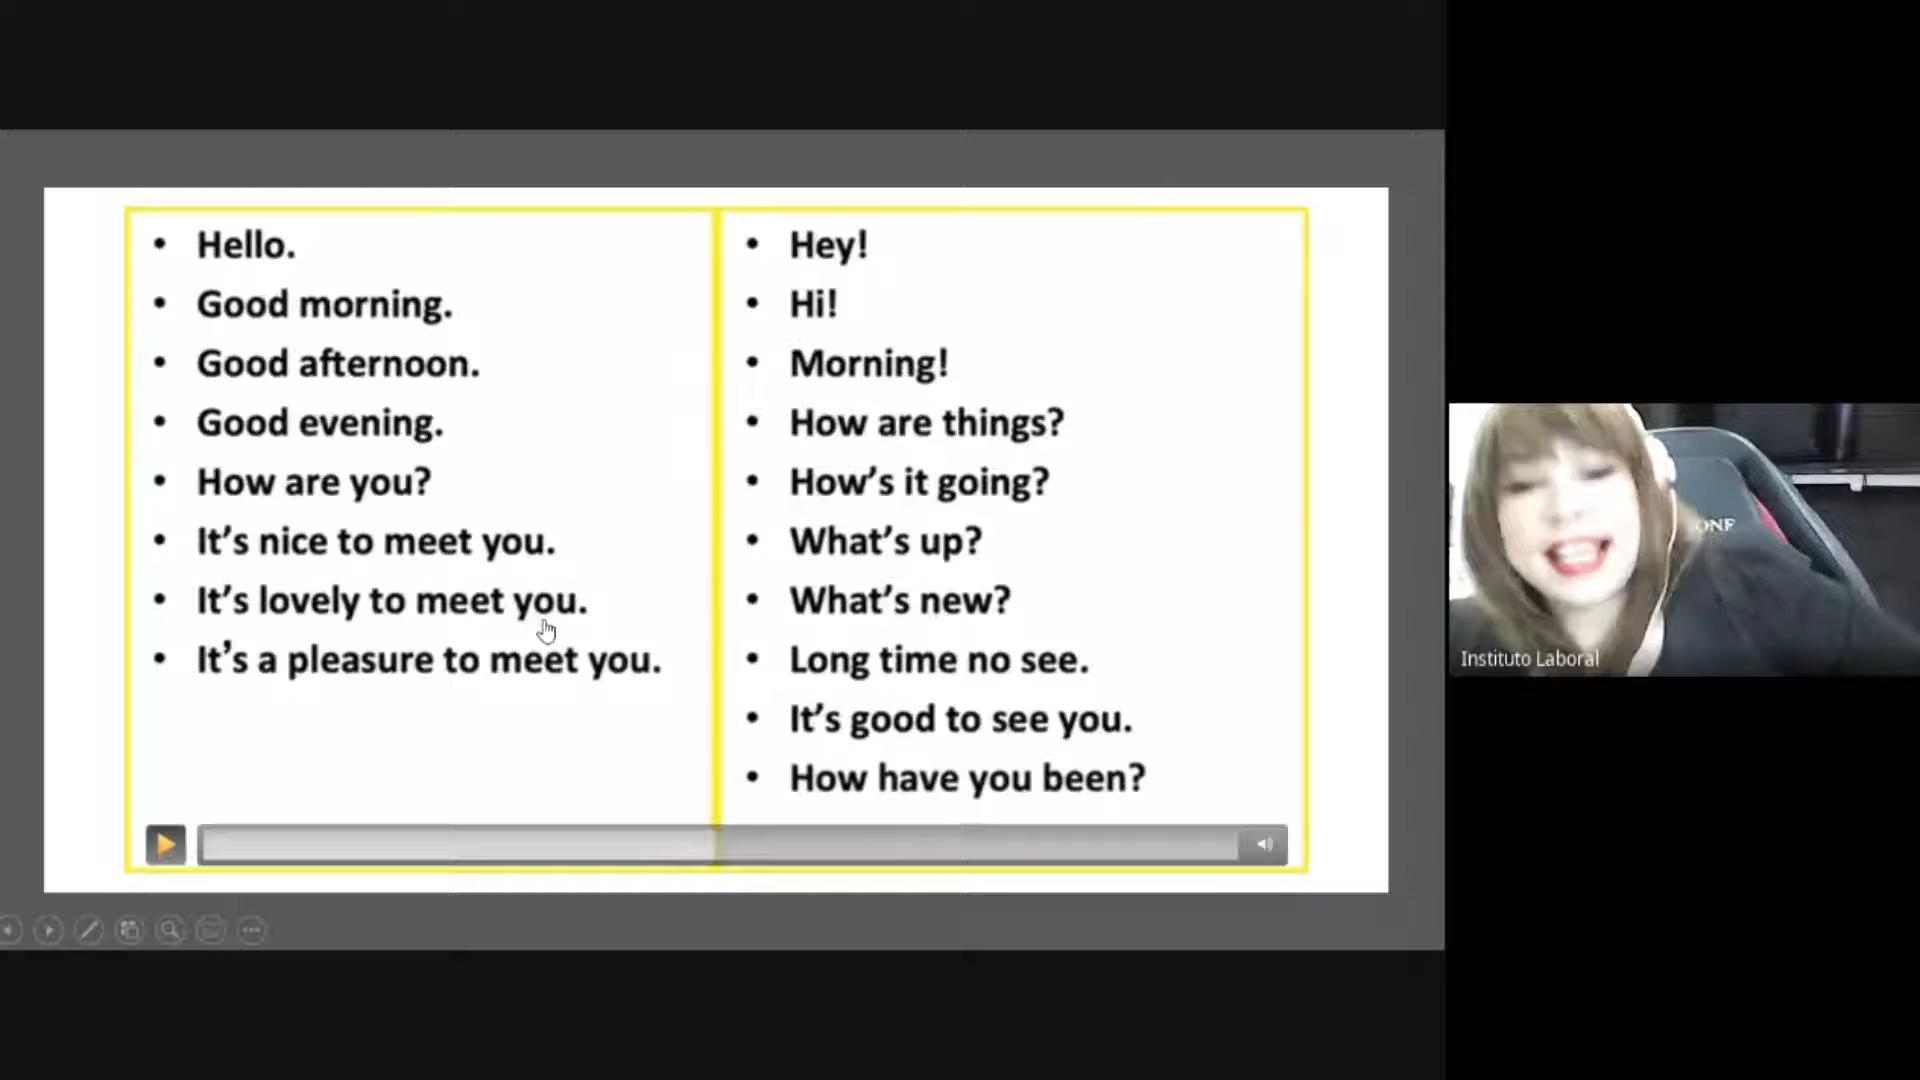 • Hello.
• Good morning.
• Good afternoon.
• Good evening.
• How are you?
• It's nice to meet you.
• It's lovely to meet you.
• It's a pleasure to meet you.
• Hey!
• Hi!
• Morning!
• How are things?
• How's it going?
• What's up?
• What's new?
• Long time no see.
• It's good to see you.
• How have you been?
Instituto Laboral